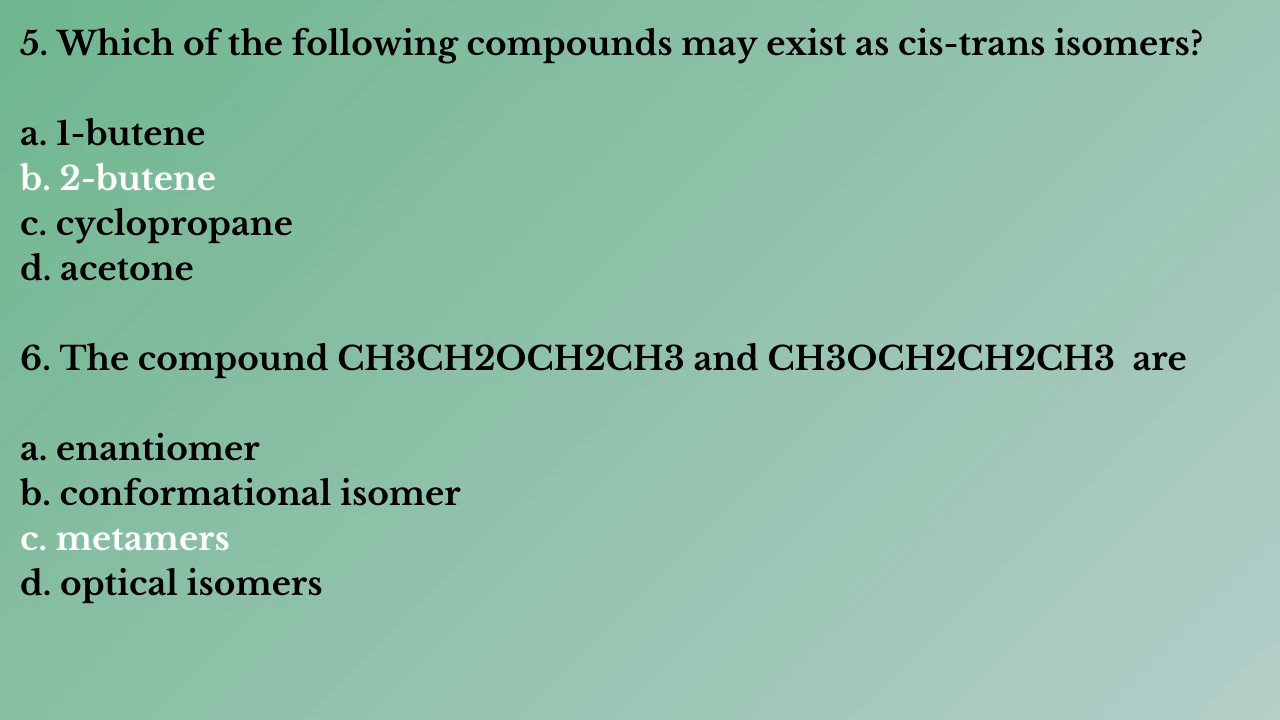 5. Which of the following compounds may exist as cis-trans isomers?
a. 1-butene
b. 2-butene
c. cyclopropane
d. acetone
6. The compound CH3CH2OCH2CH3 and CH3OCH2CH2CH3  are
a. enantiomer
b. conformational isomer
c. metamers
d. optical isomers